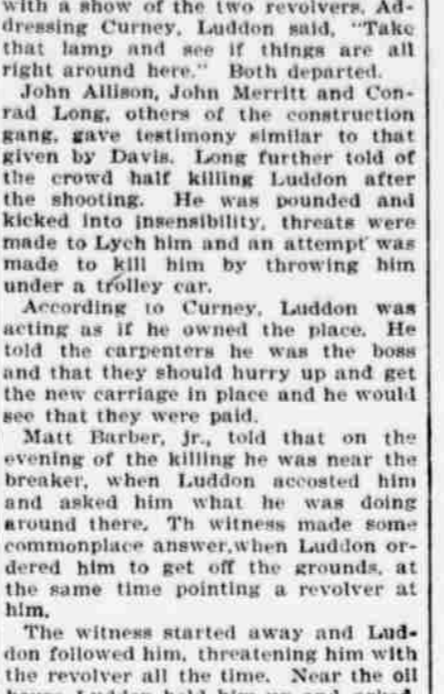 with a show of the two revolvers. Ad-
dressing Curney, Luddon said, "Take
that lamp and see if things are all
right around here." Both departed.
John Allison, John Merritt and Con-
rad Long, others of the construction
gang, gave testimony similar to that
given by Davis. Long further told of
the crowd half killing Luddon after
the shooting. He was pounded and
kicked into insensibility, threats were
made to Lych him and an attempt was
made to kill him by throwing him
under a trolley car.
According to Curney, Luddon was
acting as if he owned the place. He
told the carpenters he was the boss
and that they should hurry up and get
the new carriage in place and he would
see that they were paid.
Matt Barber, jr., told that on the
evening of the killing he was near the
breaker, when Luddon accosted him
and asked him what he was doing
around there. Th witness made some
commonplace answer,when Luddon or-
dered him to get off the grounds, at
the same time pointing a revolver at
him.
The witness started away and Lud-
don followed him, threatening him with
the revolver all the time. Near the oil